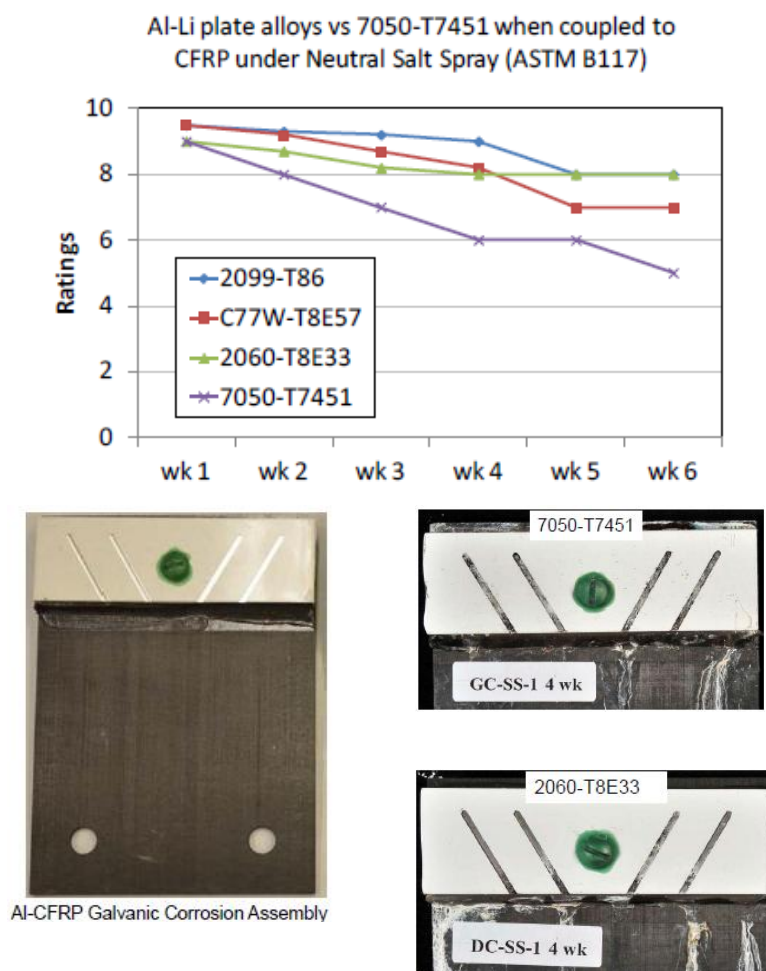 Al-Li plate alloys vs 7050-T7451 when coupled to
CFRP under Neutral Salt Spray (ASTM B117)
10
8
6
4
2
0
Ratings
2099-T86
C77W-T8E57
2060-T8E33
7050-T7451
wk 1 wk 2 wk 3 wk 4 wk 5 wk 6
7050-T7451
GC-SS-1 4 wk
Al-CFRP Galvanic Corrosion Assembly
2060-T8E33
DC-SS-1 4 wk